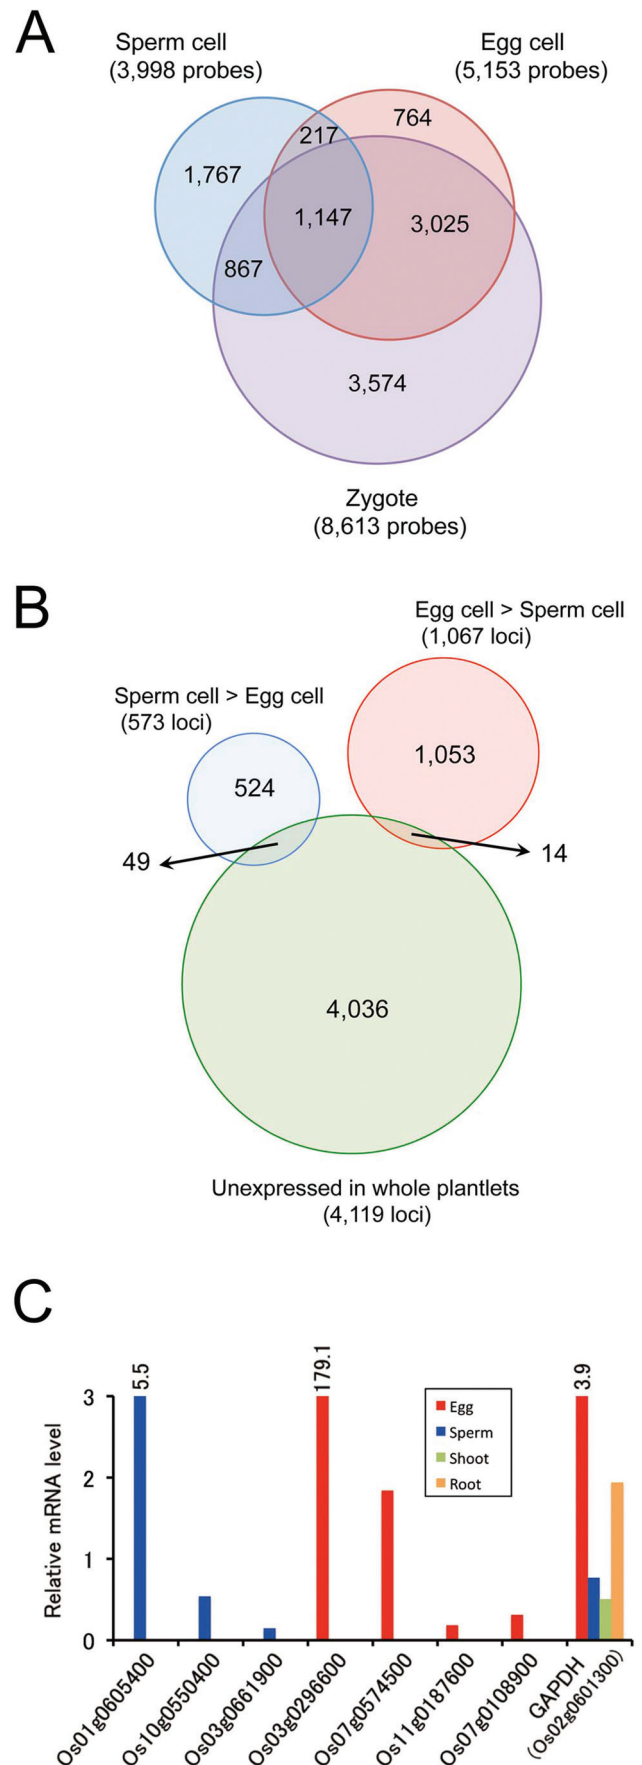 A
Sperm cell
(3,998 probes)
Egg cell
(5,153 probes)
217
764
1,767
1,147
3,025
867
3,574
Zygote
(8,613 probes)
B
Egg cell > Sperm cell
(1,067 loci)
Sperm cell > Egg cell
(573 loci)
1,053
524
49
14
4,036
Unexpressed in whole plantlets
(4,119 loci)
C
5.5
179.1
3.9
Relative mRNA level
3
2
1
0
Egg
Sperm
Shoot
Root
Os01g0605400
Os10g0550400
Os03g0661900
Os03g0296600
Os07g0574500
Os11g0187600
Os07g0108900
GAPDH
(Os02g0601300)